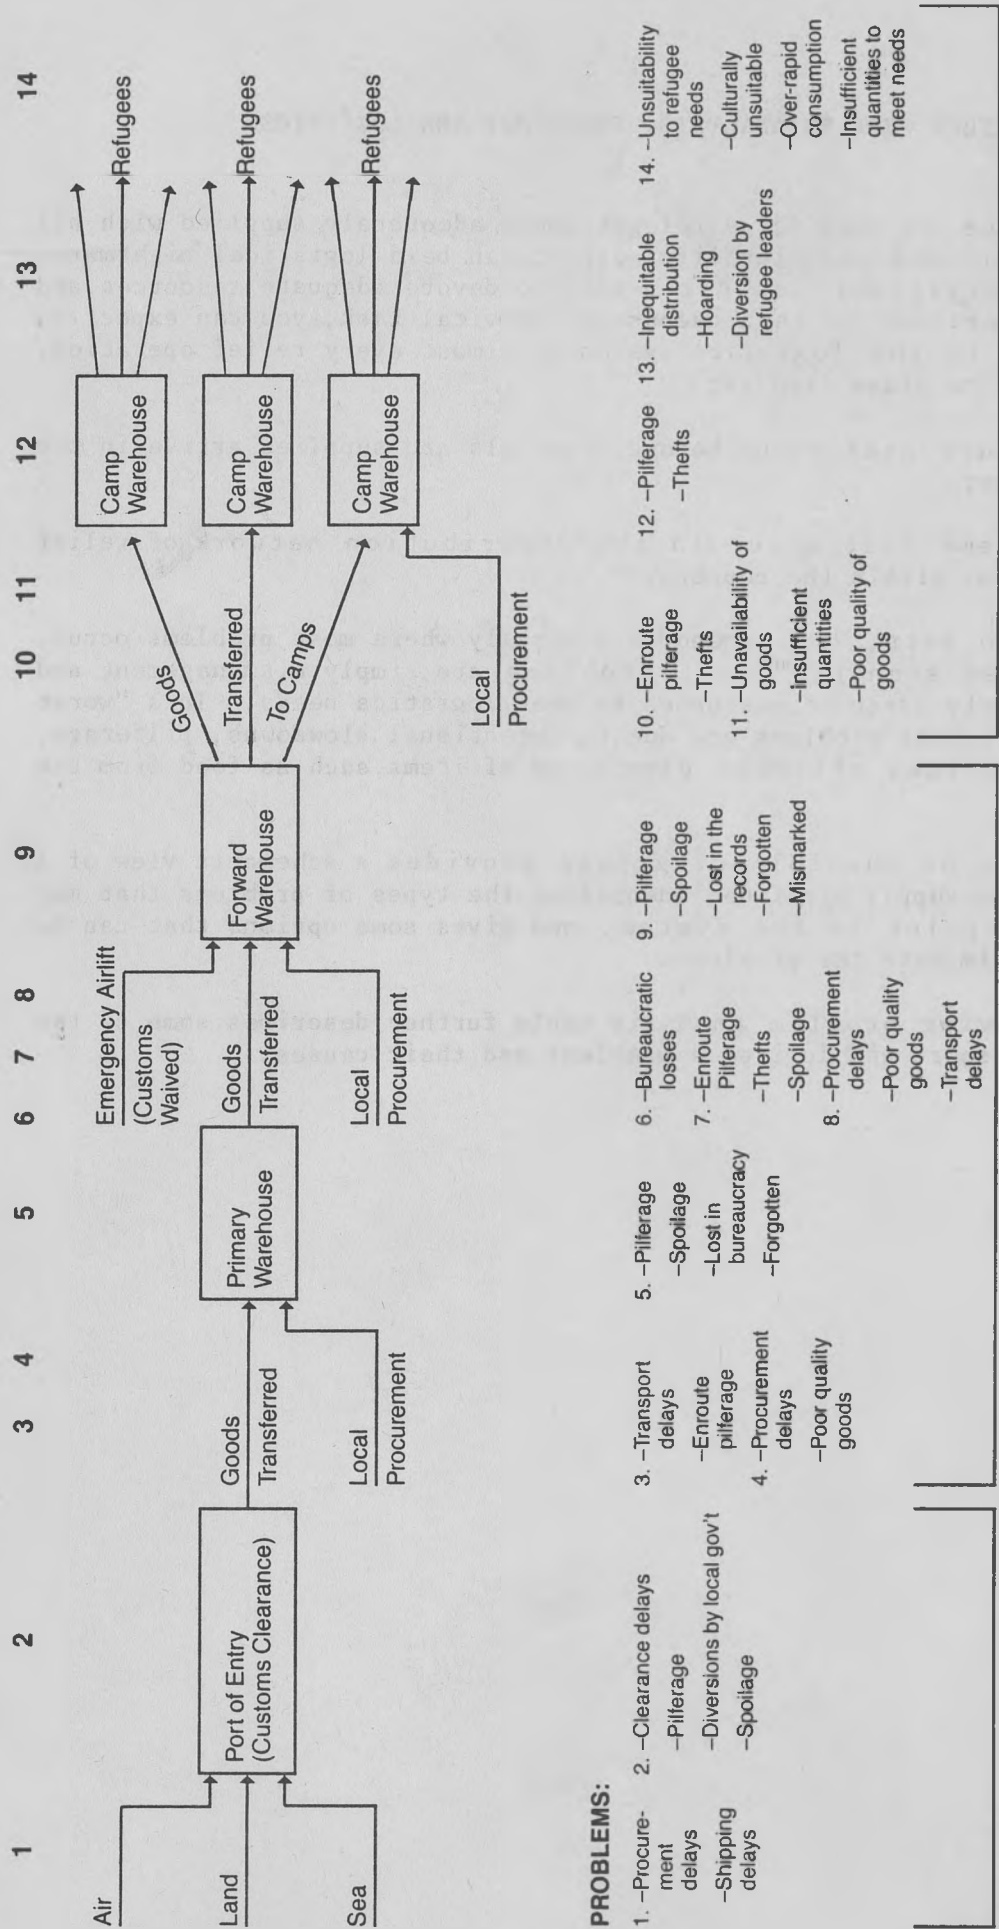 1 2 3 4 5 6 7 8 9 10 11 12 13 14
Air
Land
Sea
Port of Entry
(Customs Clearance)
Goods
Transferred
Local
Procurement
Primary
Warehouse
Emergency Airlift
(Customs
Waived)
Goods
Transferred
Local
Procurement
Forward
Warehouse
Goods
Transferred
To Camps
Local
Procurement
Camp
Warehouse
Camp
Warehouse
Camp
Warehouse
Refugees
Refugees
Refugees
PROBLEMS:
1. –Procure-
ment
delays
–Shipping
delays
2. –Clearance delays
–Pilferage
–Diversions by local gov't
–Spoilage
3. –Transport
delays
–Enroute
pilferage
4. –Procurement
delays
–Poor quality
goods
5. –Pilferage
–Spoilage
–Lost in
bureaucracy
–Forgotten
6. –Bureaucratic
losses
7. –Enroute
Pilferage
–Thefts
–Spoilage
8. –Procurement
delays
–Poor quality
goods
–Transport
delays
9. –Pilferage
–Spoilage
–Lost in the
records
–Forgotten
–Mismarked
10. –Enroute
pilferage
–Thefts
11. –Unavailability of
goods
–Insufficient
quantities
–Poor quality of
goods
12. –Pilferage
–Thefts
13. –Inequitable
distribution
–Hoarding
–Diversion by
refugee leaders
14. –Unsuitability
to refugee
needs
–Culturally
unsuitable
–Over-rapid
consumption
–Insufficient
quantities to
meet needs